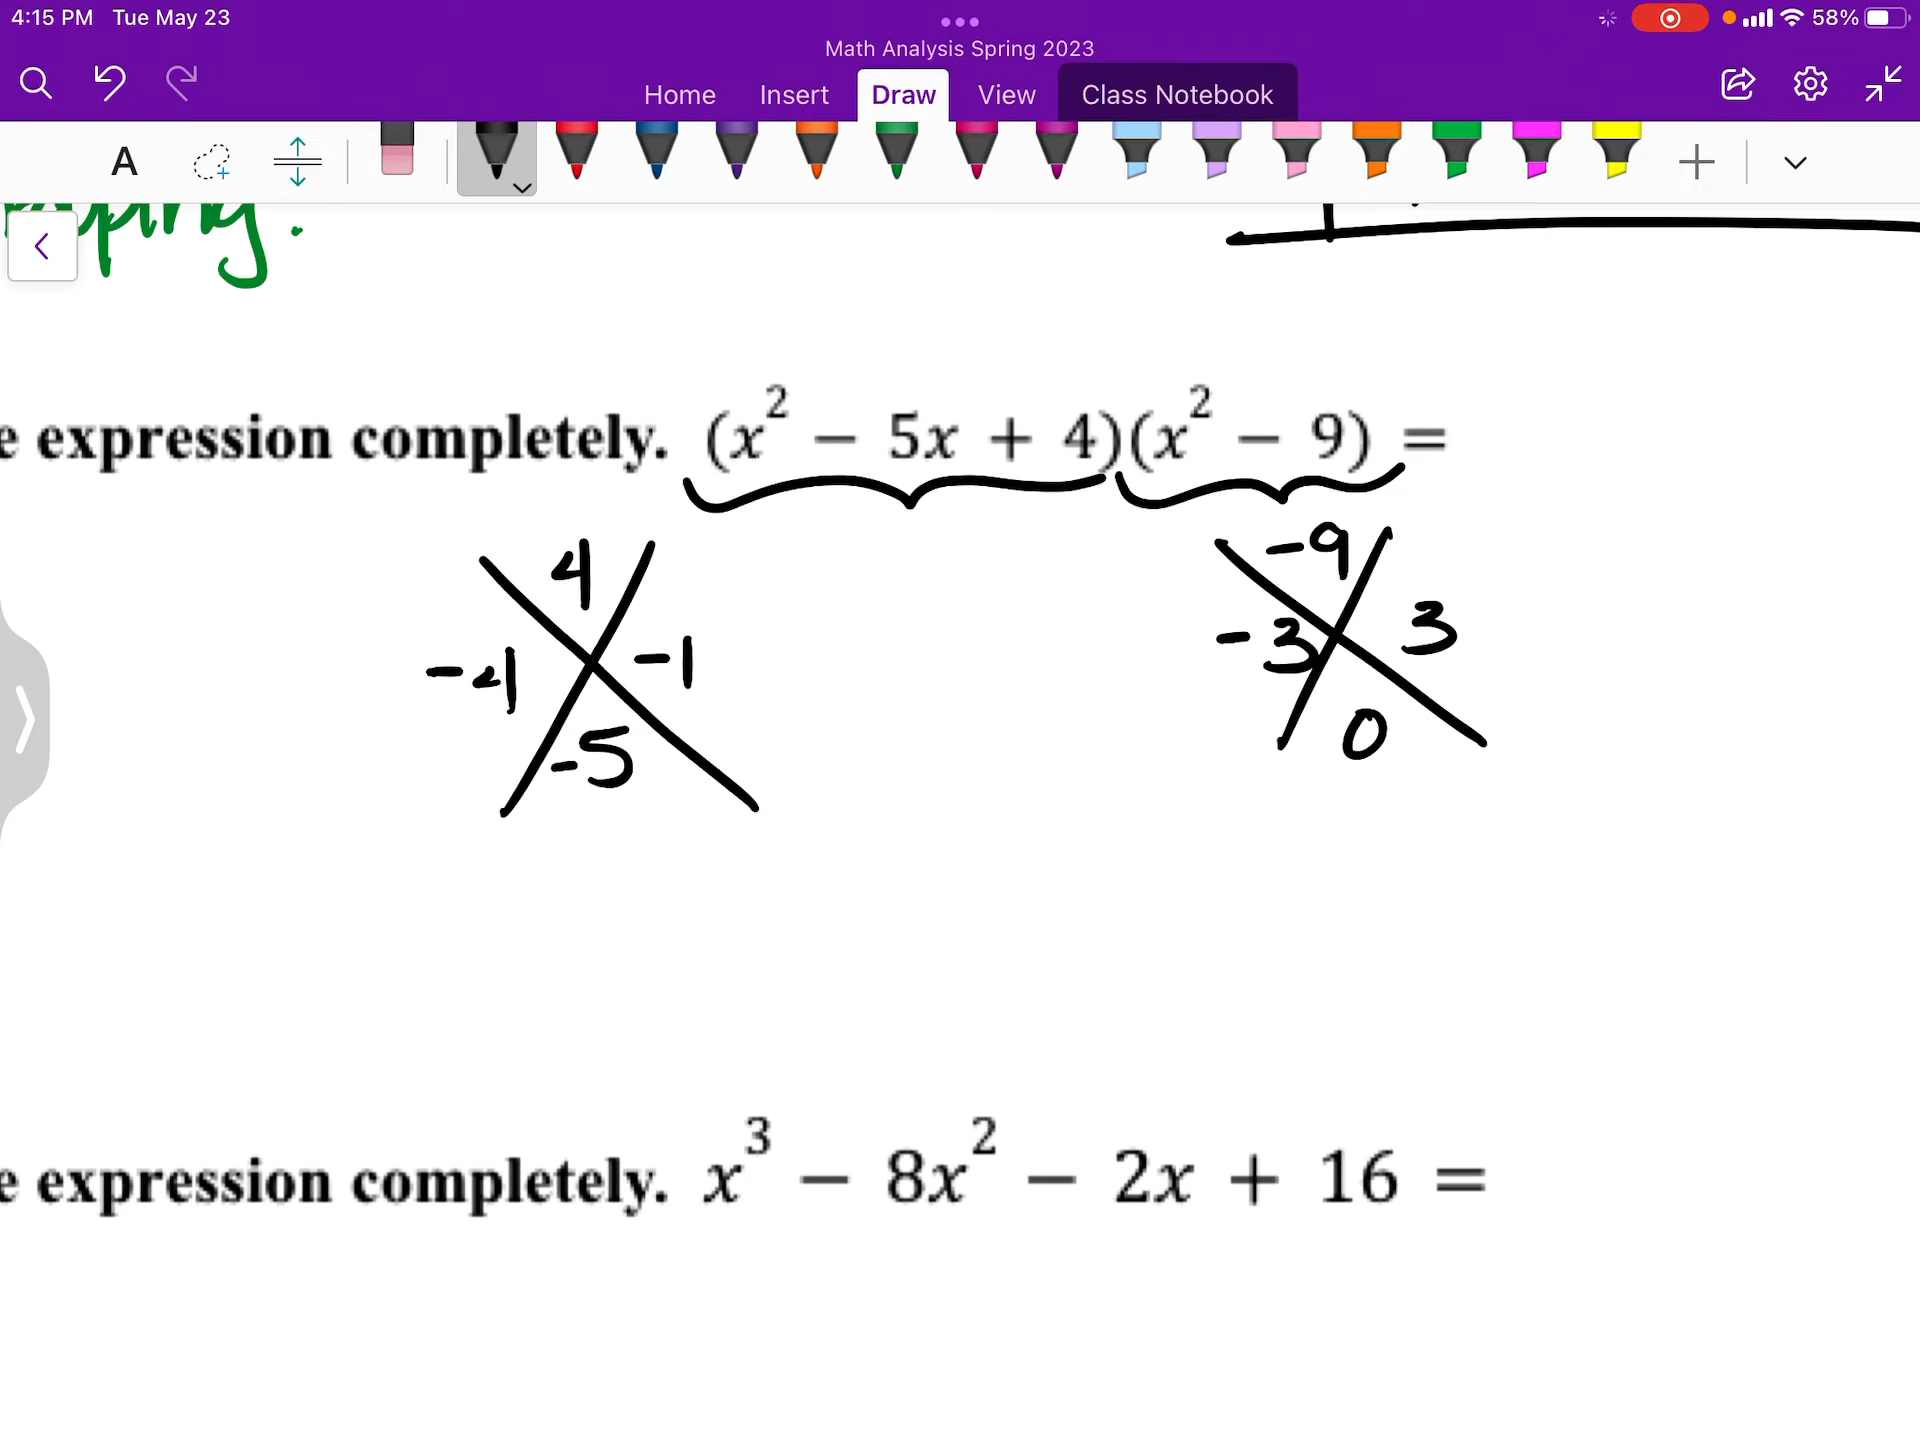 4:15 PM Tue May 23
58%
Math Analysis Spring 2023
Home Insert Draw View Class Notebook
A
pping.
e expression completely. (x² − 5x + 4)(x² − 9) =
4
-4 -1
-5
-9
-3 3
0
e expression completely. x³ − 8x² − 2x + 16 =